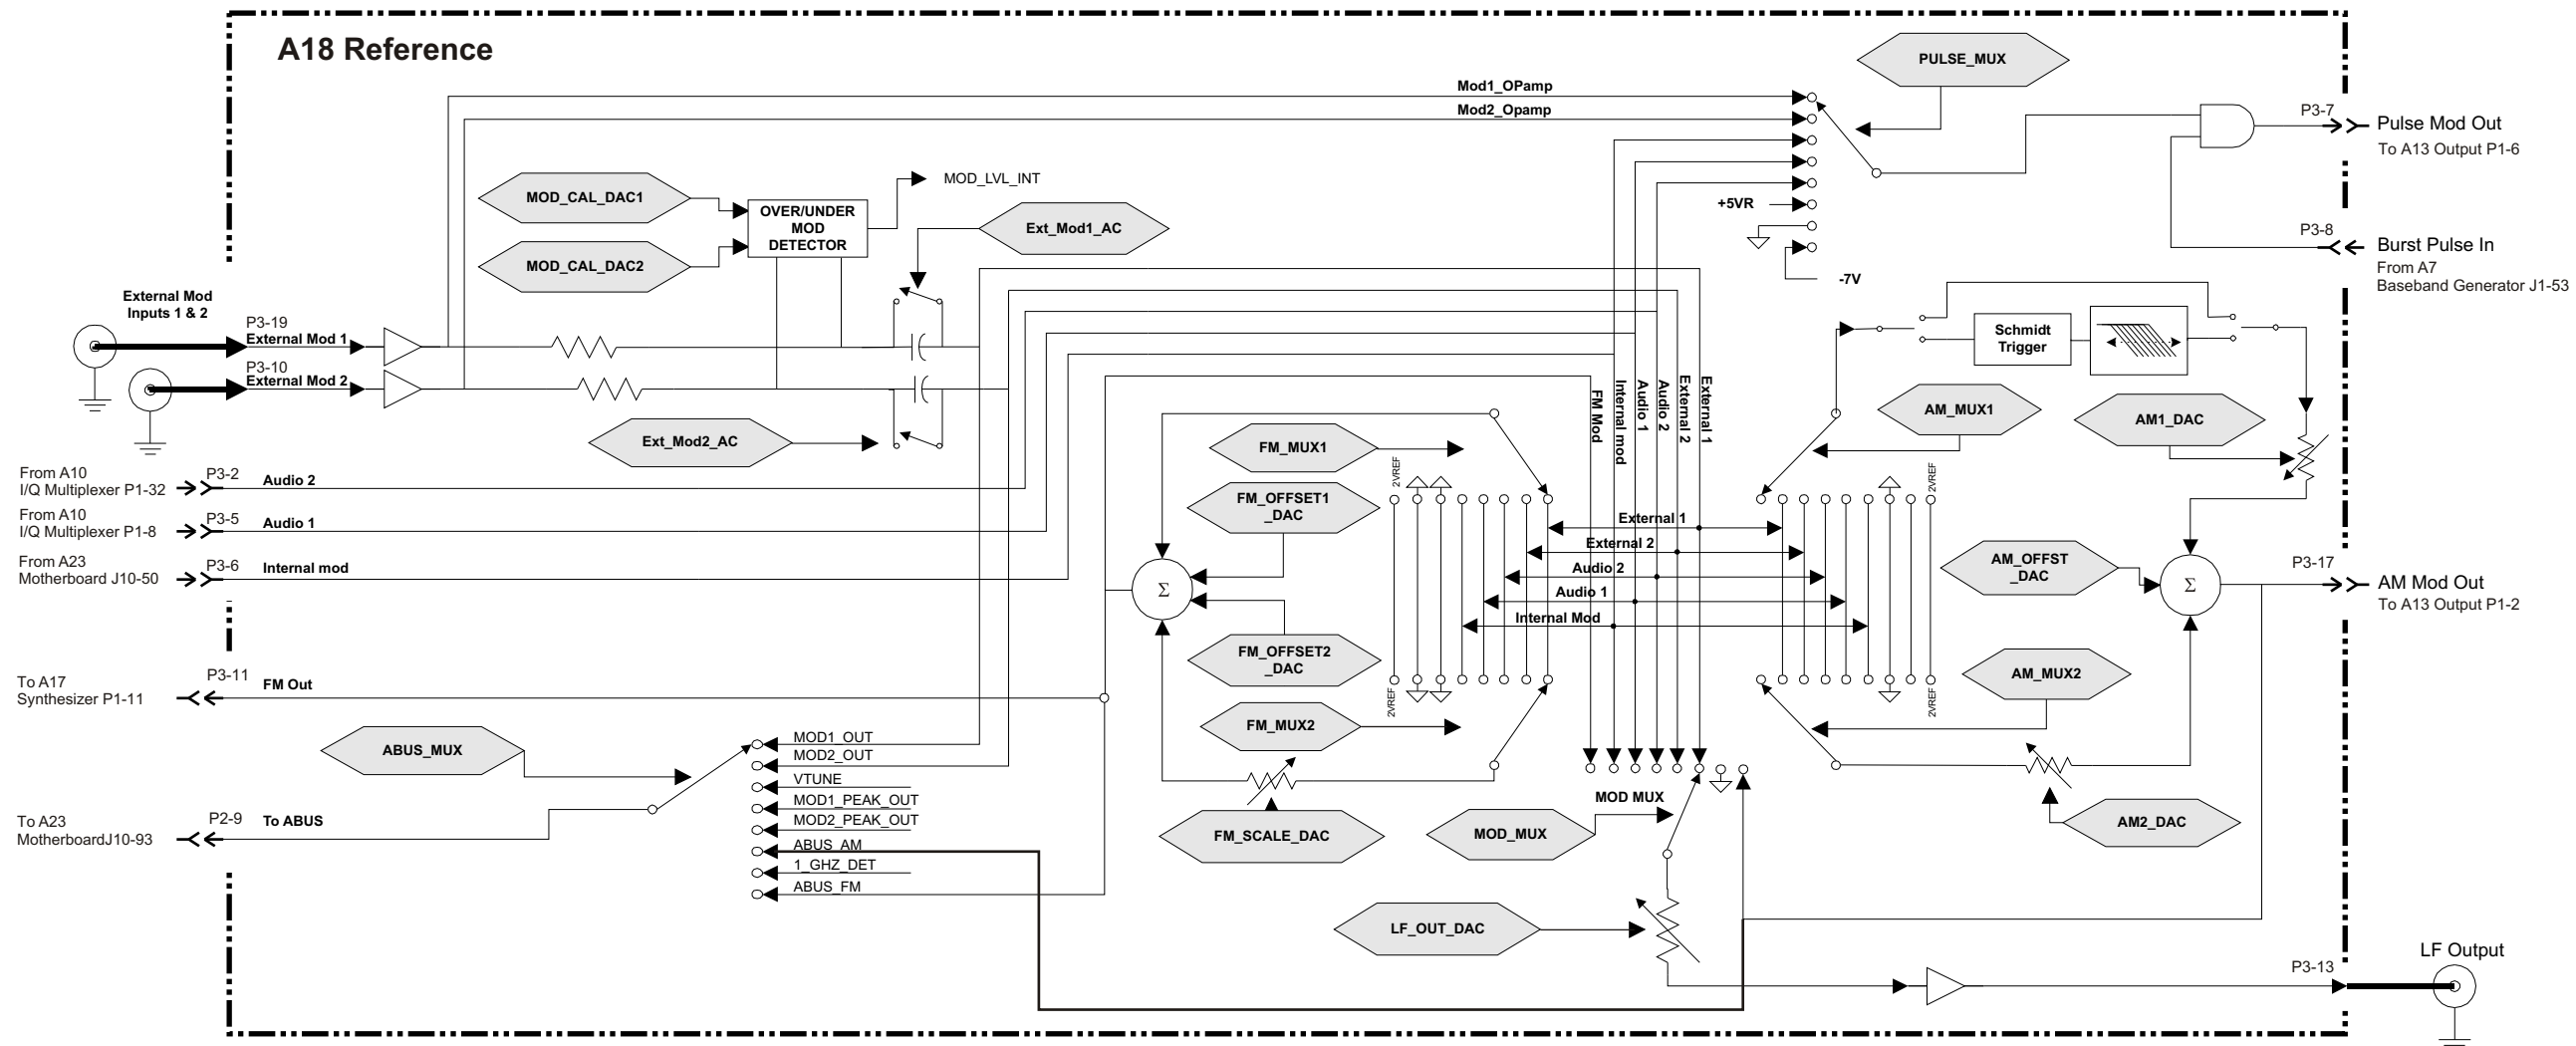 A18 Reference
PULSE_MUX
Mod1_OPamp
Mod2_Opamp
P3-7
Pulse Mod Out
To A13 Output P1-6
MOD_CAL_DAC1
MOD_CAL_DAC2
OVER/UNDER
MOD
DETECTOR
MOD_LVL_INT
Ext_Mod1_AC
+5VR
-7V
P3-8
Burst Pulse In
From A7
Baseband Generator J1-53
External Mod
Inputs 1 & 2
P3-19
External Mod 1
P3-10
External Mod 2
Schmidt
Trigger
Ext_Mod2_AC
FM Mod
Internal mod
Audio 1
Audio 2
External 2
External 1
AM_MUX1
AM1_DAC
FM_MUX1
2VREF
2VREF
From A10
I/Q Multiplexer P1-32
P3-2
Audio 2
FM_OFFSET1
_DAC
From A10
I/Q Multiplexer P1-8
P3-5
Audio 1
External 1
External 2
Audio 2
Audio 1
Internal Mod
From A23
Motherboard J10-50
P3-6
Internal mod
Σ
AM_OFFST
_DAC
Σ
P3-17
AM Mod Out
To A13 Output P1-2
FM_OFFSET2
_DAC
AM_MUX2
2VREF
2VREF
To A17
Synthesizer P1-11
P3-11
FM Out
FM_MUX2
ABUS_MUX
MOD1_OUT
MOD2_OUT
VTUNE
MOD1_PEAK_OUT
MOD2_PEAK_OUT
ABUS_AM
1_GHZ_DET
ABUS_FM
To A23
MotherboardJ10-93
P2-9
To ABUS
FM_SCALE_DAC
MOD MUX
MOD_MUX
AM2_DAC
LF_OUT_DAC
P3-13
LF Output